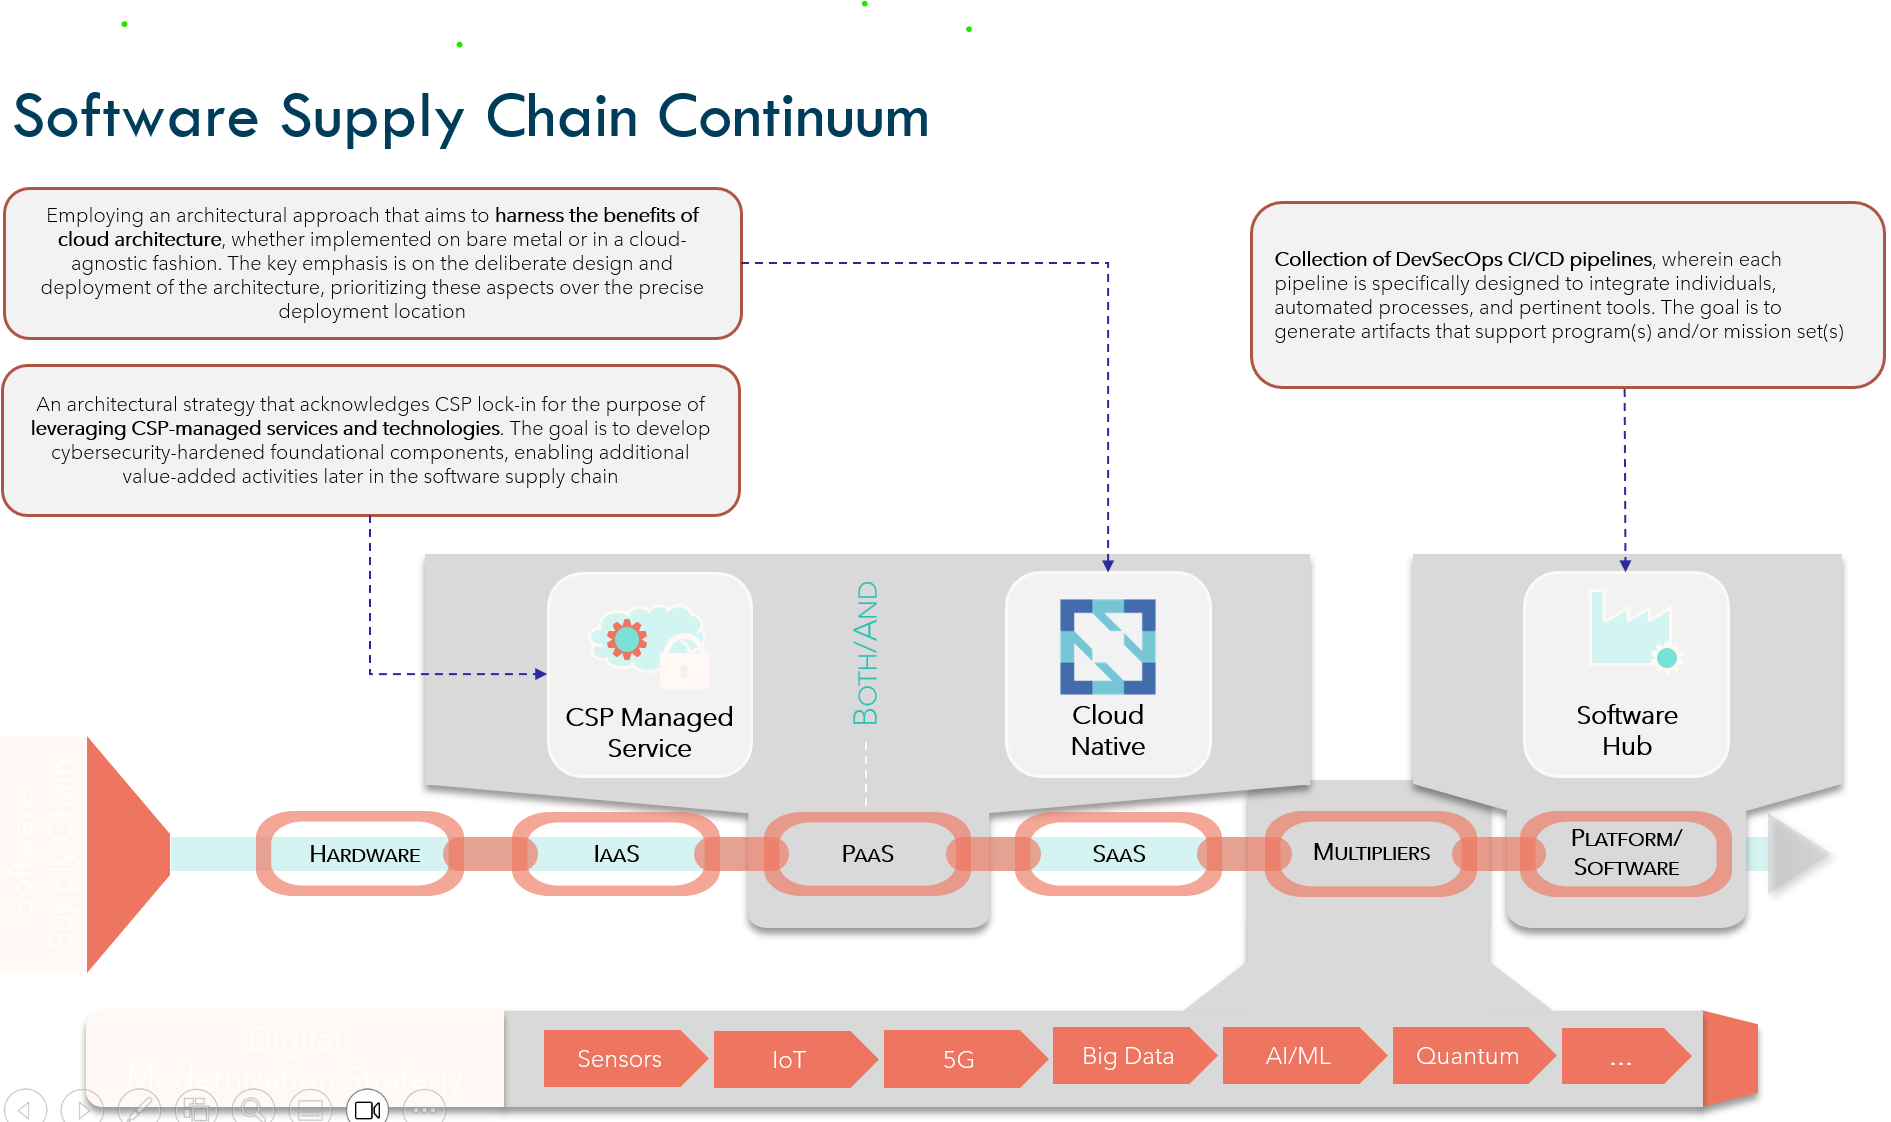 Software Supply Chain Continuum
Employing an architectural approach that aims to harness the benefits of
cloud architecture, whether implemented on bare metal or in a cloud-
agnostic fashion. The key emphasis is on the deliberate design and
deployment of the architecture, prioritizing these aspects over the precise
deployment location
Collection of DevSecOps CI/CD pipelines, wherein each
pipeline is specifically designed to integrate individuals,
automated processes, and pertinent tools. The goal is to
generate artifacts that support program(s) and/or mission set(s)
An architectural strategy that acknowledges CSP lock-in for the purpose of
leveraging CSP-managed services and technologies. The goal is to develop
cybersecurity-hardened foundational components, enabling additional
value-added activities later in the software supply chain
CSP Managed
Service
BOTH/AND
Cloud
Native
Software
Hub
Software
Supply Chain
HARDWARE
IAAS
PAAS
SAAS
MULTIPLIERS
PLATFORM/
SOFTWARE
Digital
Modernization Strategy
Sensors
IoT
5G
Big Data
AI/ML
Quantum
...